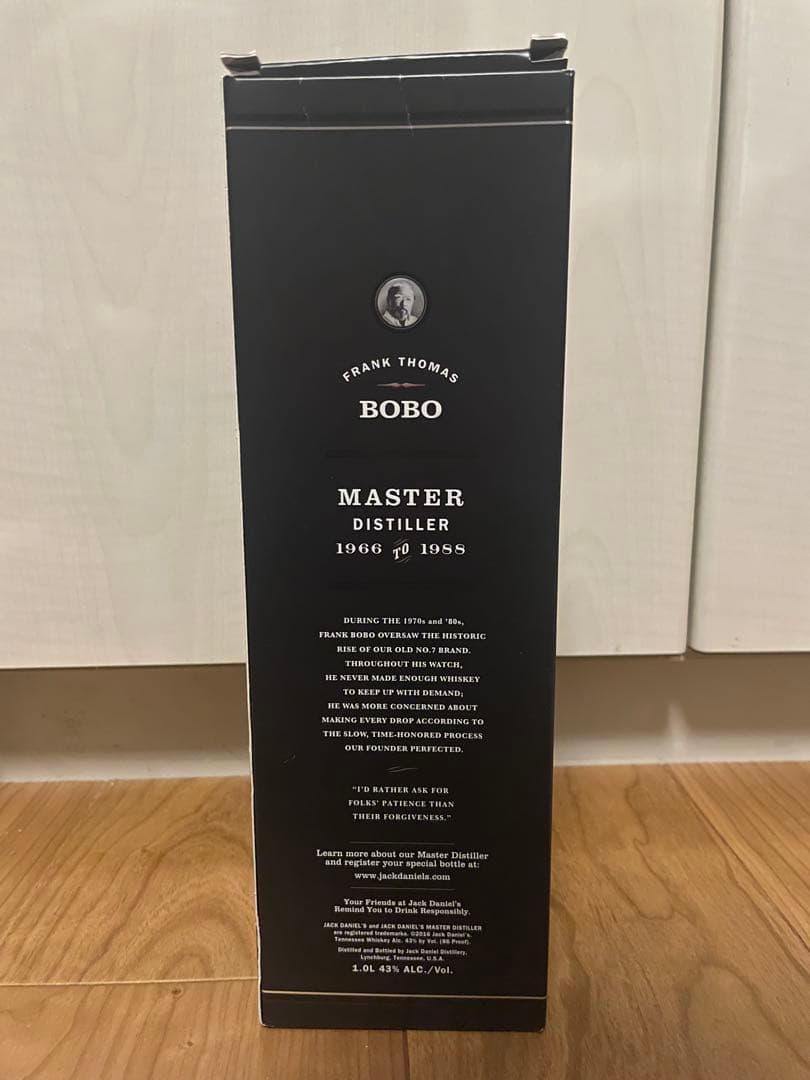 FRANK THOMAS
BOBO
MASTER
DISTILLER
1966 TO 1988
DURING THE 1970s and '80s,
FRANK BOBO OVERSAW THE HISTORIC
RISE OF OUR OLD NO.7 BRAND.
THROUGHOUT HIS WATCH,
HE NEVER MADE ENOUGH WHISKEY
TO KEEP UP WITH DEMAND;
HE WAS MORE CONCERNED ABOUT
MAKING EVERY DROP ACCORDING TO
THE SLOW, TIME-HONORED PROCESS
OUR FOUNDER PERFECTED.
"I'D RATHER ASK FOR
FOLKS' PATIENCE THAN
THEIR FORGIVENESS."
Learn more about our Master Distiller
and register your special bottle at:
www.jackdaniels.com
Your Friends at Jack Daniel's
Remind You to Drink Responsibly.
JACK DANIEL'S and JACK DANIEL'S MASTER DISTILLER
are registered trademarks. ©2016 Jack Daniel's.
Tennessee Whiskey Alc. 43% by Vol. (86 Proof).
Distilled and Bottled by Jack Daniel Distillery,
Lynchburg, Tennessee, U.S.A.
1.0L 43% ALC./Vol.